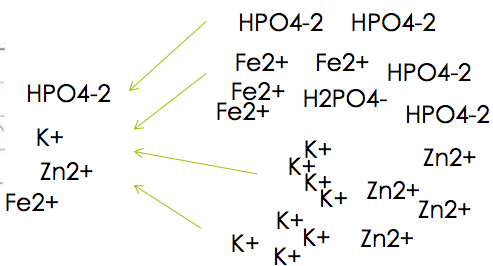 HPO4-2 HPO4-2
Fe2+ Fe2+ HPO4-2
HPO4-2 Fe2+ H2PO4-
Fe2+ HPO4-2
K+ K+ Zn2+
K+
Zn2+ K+ Zn2+
Fe2+ K+ Zn2+
K+
K+ K+ Zn2+
K+